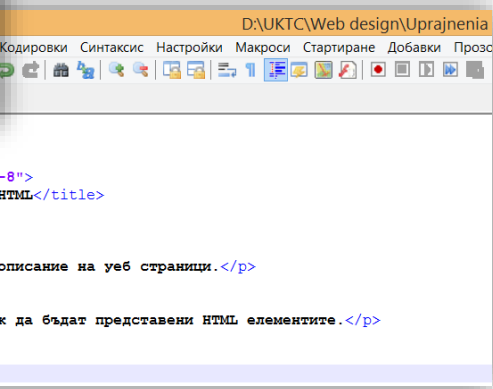 D:\UKTC\Web design\Uprajnenia
Кодировки Синтаксис Настройки Макроси Стартиране Добавки
-8">
HTML</title>
описание на уеб страници.</p>
да бъдат представени HTML елементите.</p>